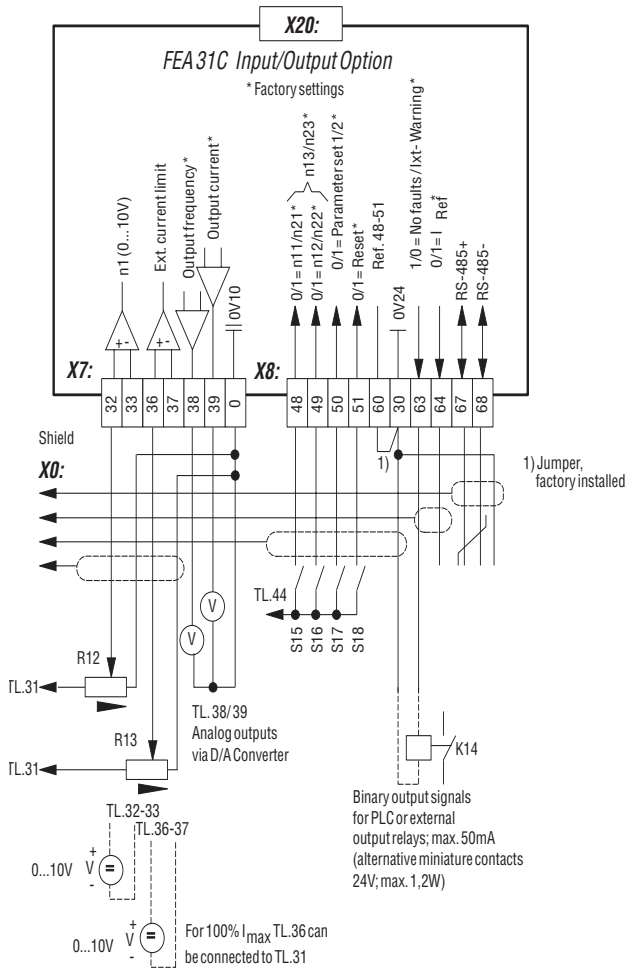 X20:
FEA 31C Input/Output Option
* Factory settings
n1 (0...10V)
Ext. current limit
Output frequency*
Output current*
0V10
0/1= n11/n21*
0/1= n12/n22*
n13/n23*
0/1= Parameter set 1/2*
0/1= Reset*
Ref. 48-51
0V24
1/0 = No faults / Ixt- Warning*
0/1= I Ref*
RS-485+
RS-485-
+ -
+ -
X7:
32
33
36
37
38
39
0
X8:
48
49
50
51
60
30
63
64
67
68
Shield
X0:
1)
1) Jumper,
factory installed
TL.44
S15
S16
S17
S18
V
V
R12
TL.31
R13
TL.31
TL.38/39
Analog outputs
via D/A Converter
K14
Binary output signals
for PLC or external
output relays; max. 50mA
(alternative miniature contacts
24V; max. 1,2W)
TL.32-33
TL.36-37
0...10V
+
V
-
=
0...10V
+
V
-
=
For 100% Imax TL.36 can
be connected to TL.31